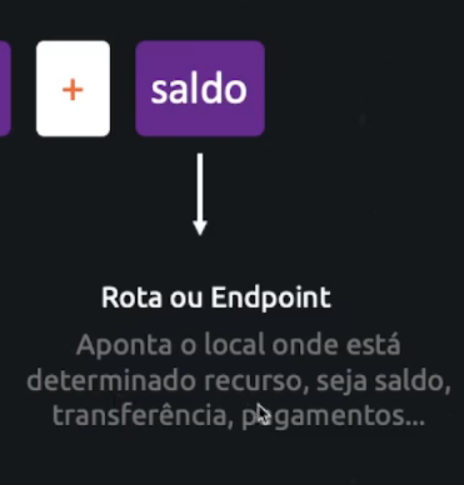 + saldo
Rota ou Endpoint
Aponta o local onde está
determinado recurso, seja saldo,
transferência, pagamentos...